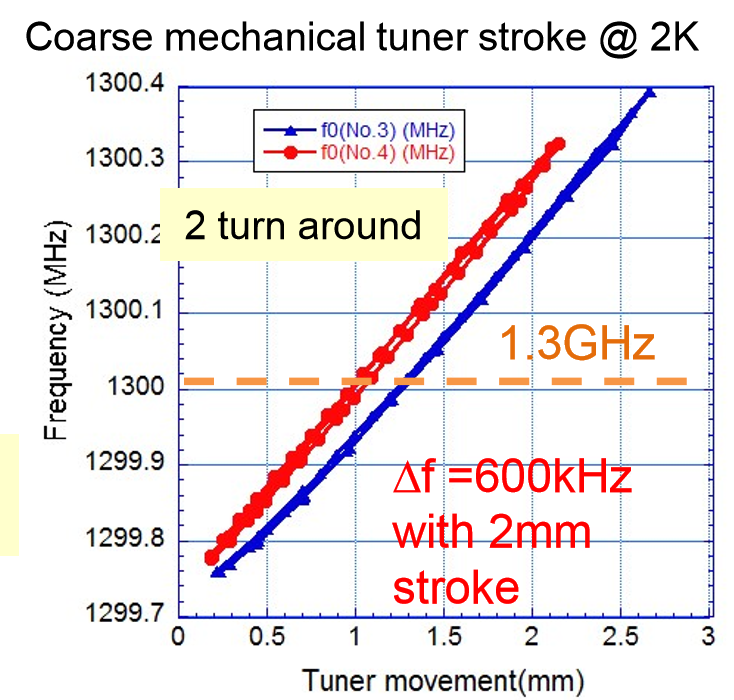 Coarse mechanical tuner stroke @ 2K
1300.4
1300.3
1300.2
1300.1
1300
1299.9
1299.8
1299.7
Frequency (MHz)
f0(No.3) (MHz)
f0(No.4) (MHz)
2 turn around
1.3GHz
Δf =600kHz
with 2mm
stroke
0 0.5 1 1.5 2 2.5 3
Tuner movement(mm)